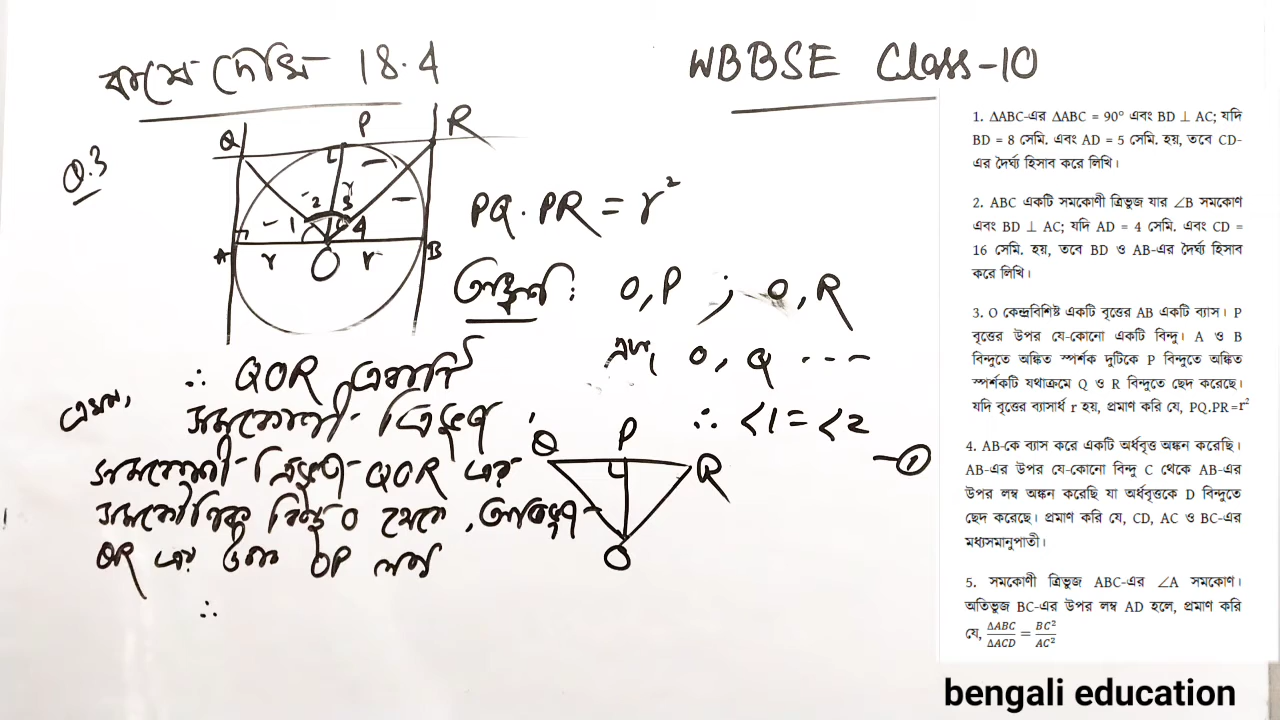 কষে দেখি - 18.4
WBBSE Class-10
Q.3
Q P R
2 r 3
1 4
A r O r B
PQ . PR = r²
অঙ্কন : O, P ; O, R
এবং O, Q ...
∴ QOR একটি
সমকোণী ত্রিভুজ
∴ <1 = <2
— ①
এখন,
সমকোণী ত্রিভুজ QOR এর
সমকৌণিক বিন্দু O থেকে, অতিভুজ
QR এর ওপর OP লম্ব
∴
Q P R
O
1. ΔABC-এর ΔABC = 90° এবং BD ⊥ AC; যদি
BD = 8 সেমি. এবং AD = 5 সেমি. হয়, তবে CD-
এর দৈর্ঘ্য হিসাব করে লিখি।
2. ABC একটি সমকোণী ত্রিভুজ যার ∠B সমকোণ
এবং BD ⊥ AC; যদি AD = 4 সেমি. এবং CD =
16 সেমি. হয়, তবে BD ও AB-এর দৈর্ঘ্য হিসাব
করে লিখি।
3. O কেন্দ্রবিশিষ্ট একটি বৃত্তের AB একটি ব্যাস। P
বৃত্তের উপর যে-কোনো একটি বিন্দু। A ও B
বিন্দুতে অঙ্কিত স্পর্শক দুটিকে P বিন্দুতে অঙ্কিত
স্পর্শকটি যথাক্রমে Q ও R বিন্দুতে ছেদ করেছে।
যদি বৃত্তের ব্যাসার্ধ r হয়, প্রমাণ করি যে, PQ.PR=r²
4. AB-কে ব্যাস করে একটি অর্ধবৃত্ত অঙ্কন করেছি।
AB-এর উপর যে-কোনো বিন্দু C থেকে AB-এর
উপর লম্ব অঙ্কন করেছি যা অর্ধবৃত্তকে D বিন্দুতে
ছেদ করেছে। প্রমাণ করি যে, CD, AC ও BC-এর
মধ্যসমানুপাতী।
5. সমকোণী ত্রিভুজ ABC-এর ∠A সমকোণ।
অতিভুজ BC-এর উপর লম্ব AD হলে, প্রমাণ করি
যে, ΔABC/ΔACD = BC²/AC²
bengali education